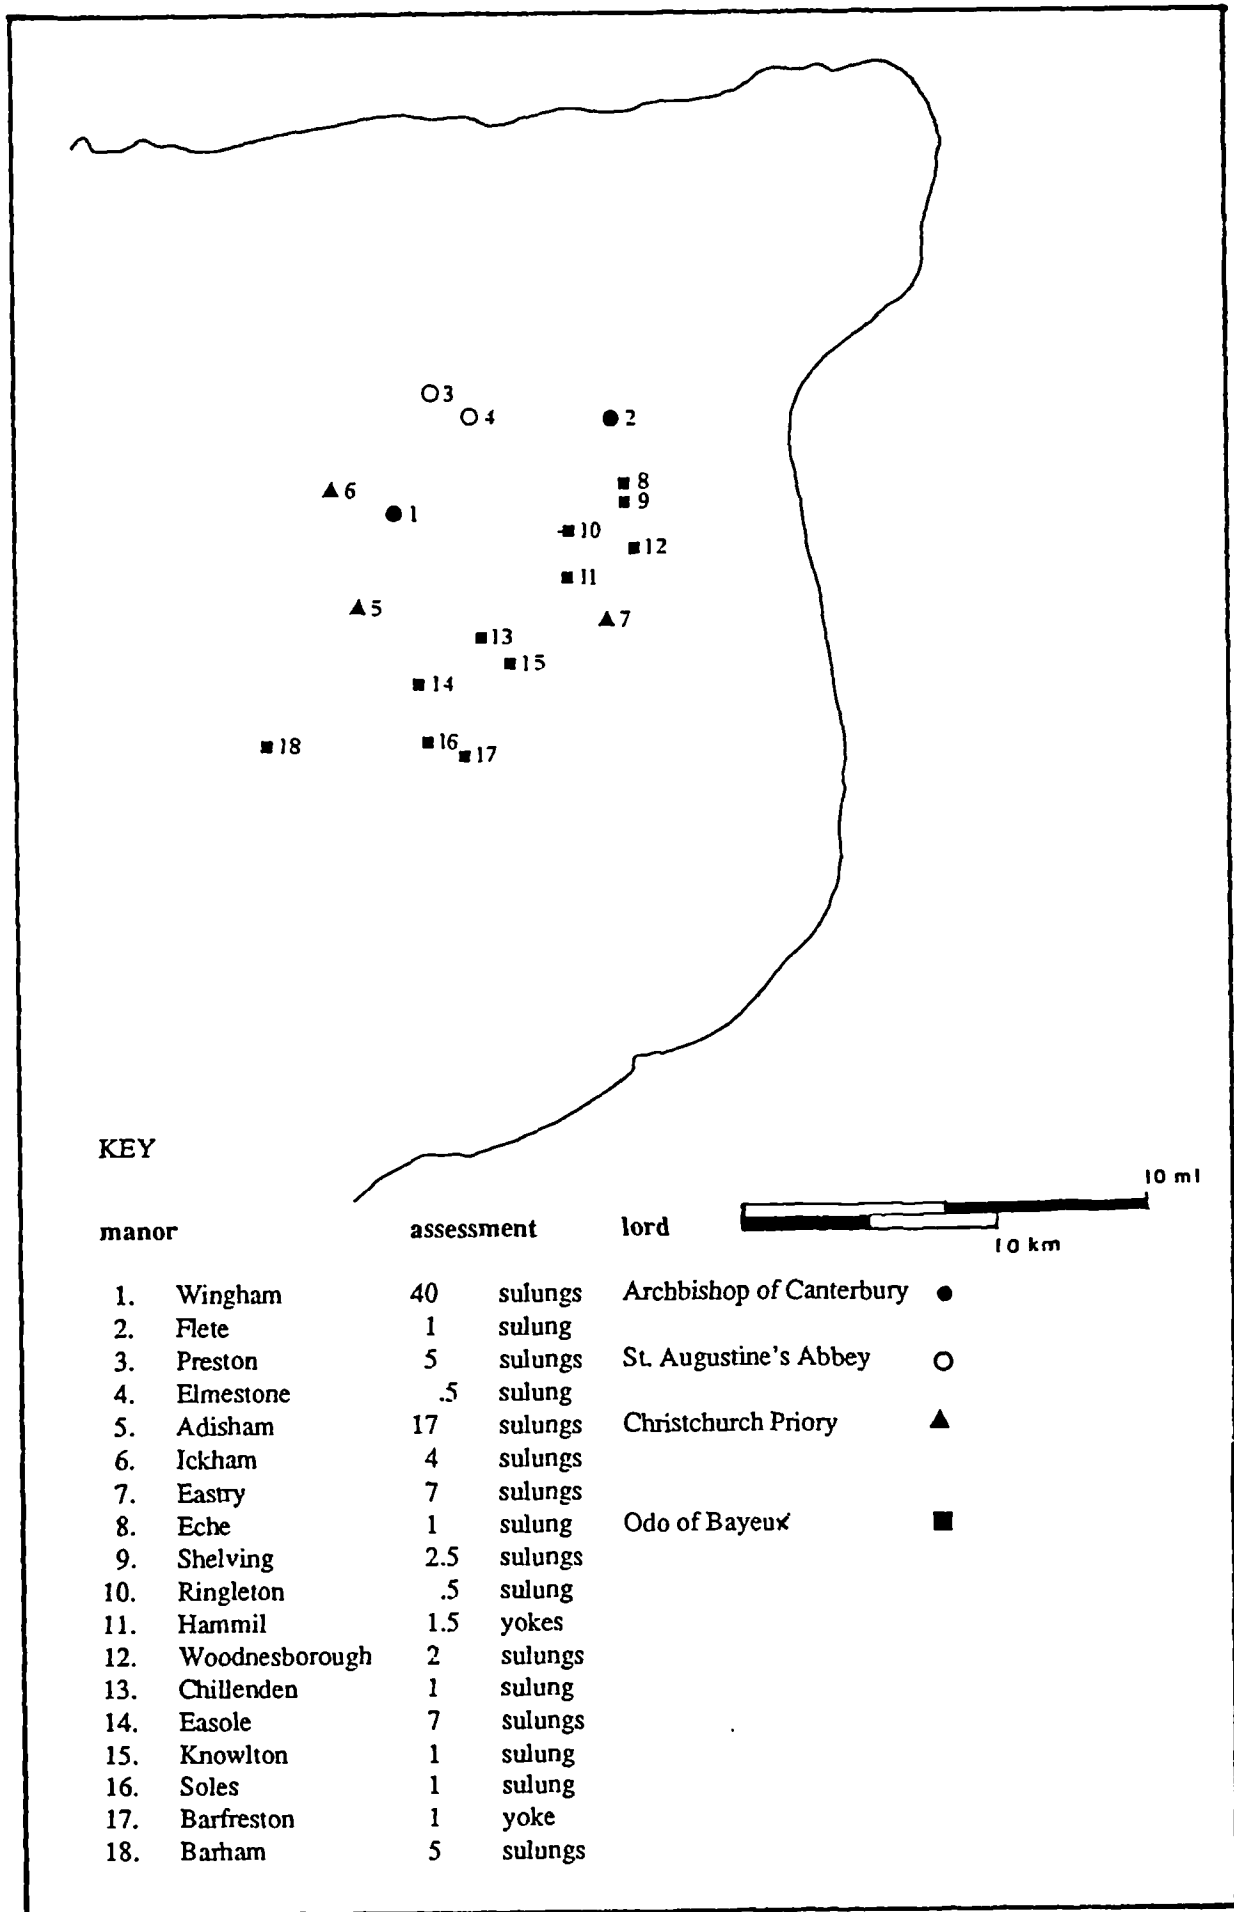 3
4
2
6
1
8
9
10
12
11
5
7
13
15
14
16
17
18
KEY
10 ml
10 km
manor assessment lord
1. Wingham 40 sulungs Archbishop of Canterbury
2. Flete 1 sulung
3. Preston 5 sulungs St. Augustine's Abbey
4. Elmestone .5 sulung
5. Adisham 17 sulungs Christchurch Priory
6. Ickham 4 sulungs
7. Eastry 7 sulungs
8. Eche 1 sulung Odo of Bayeux
9. Shelving 2.5 sulungs
10. Ringleton .5 sulung
11. Hammil 1.5 yokes
12. Woodnesborough 2 sulungs
13. Chillenden 1 sulung
14. Easole 7 sulungs
15. Knowlton 1 sulung
16. Soles 1 sulung
17. Barfreston 1 yoke
18. Barham 5 sulungs